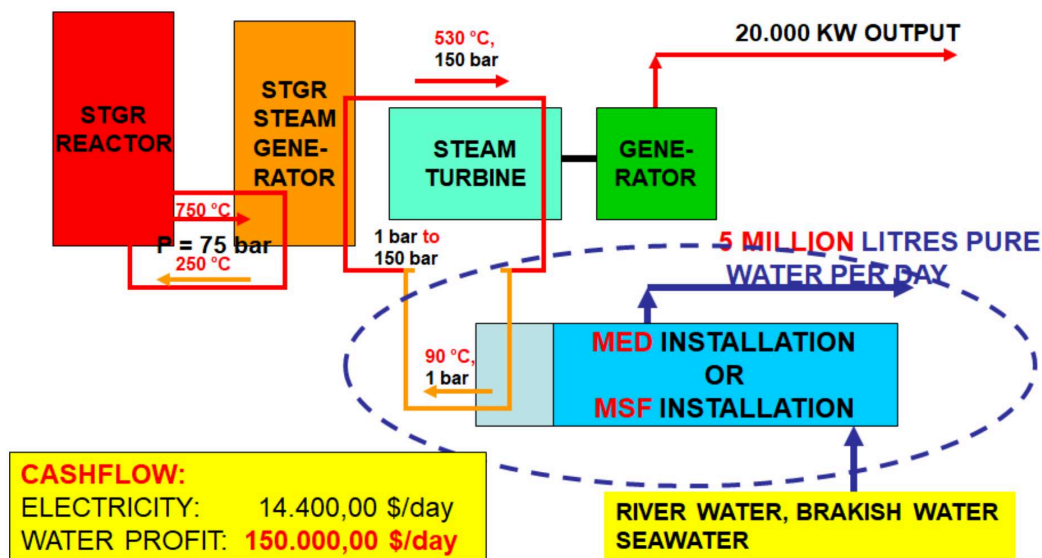 STGR
REACTOR
STGR
STEAM
GENE-
RATOR
530 °C,
150 bar
20.000 KW OUTPUT
STEAM
TURBINE
GENE-
RATOR
750 °C
P = 75 bar
250 °C
1 bar to
150 bar
5 MILLION LITRES PURE
WATER PER DAY
90 °C,
1 bar
MED INSTALLATION
OR
MSF INSTALLATION
CASHFLOW:
ELECTRICITY: 14.400,00 $/day
WATER PROFIT: 150.000,00 $/day
RIVER WATER, BRAKISH WATER
SEAWATER